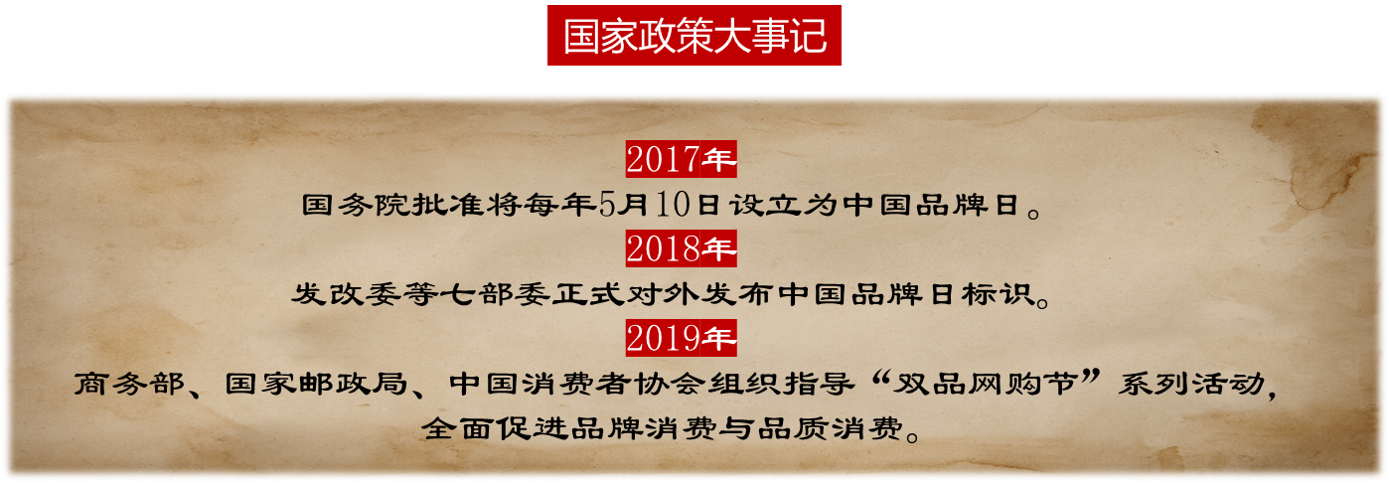 国家政策大事记
2017年
国务院批准将每年5月10日设立为中国品牌日。
2018年
发改委等七部委正式对外发布中国品牌日标识。
2019年
商务部、国家邮政局、中国消费者协会组织指导“双品网购节”系列活动，
全面促进品牌消费与品质消费。